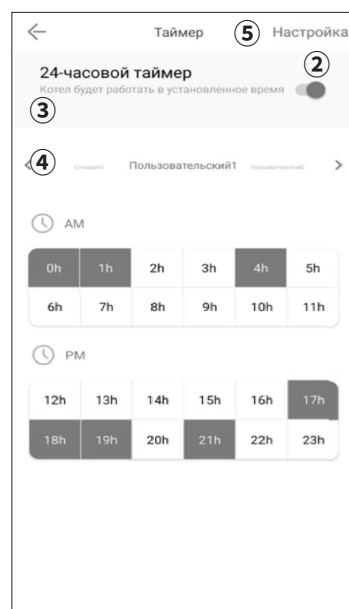 Таймер ⑤ Настройка
24-часовой таймер ②
Котел будет работать в установленное время
③
④ Пользовательский1
AM
0h 1h 2h 3h 4h 5h
6h 7h 8h 9h 10h 11h
PM
12h 13h 14h 15h 16h 17h
18h 19h 20h 21h 22h 23h